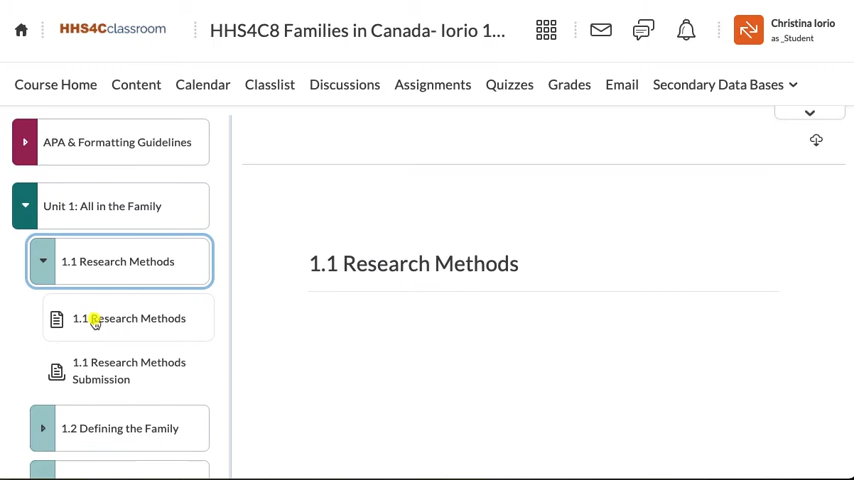 HHS4Cclassroom
HHS4C8 Families in Canada- Iorio 1...
Christina Iorio
as _Student
Course Home Content Calendar Classlist Discussions Assignments Quizzes Grades Email Secondary Data Bases
APA & Formatting Guidelines
Unit 1: All in the Family
1.1 Research Methods
1.1 Research Methods
1.1 Research Methods
Submission
1.2 Defining the Family
1.1 Research Methods